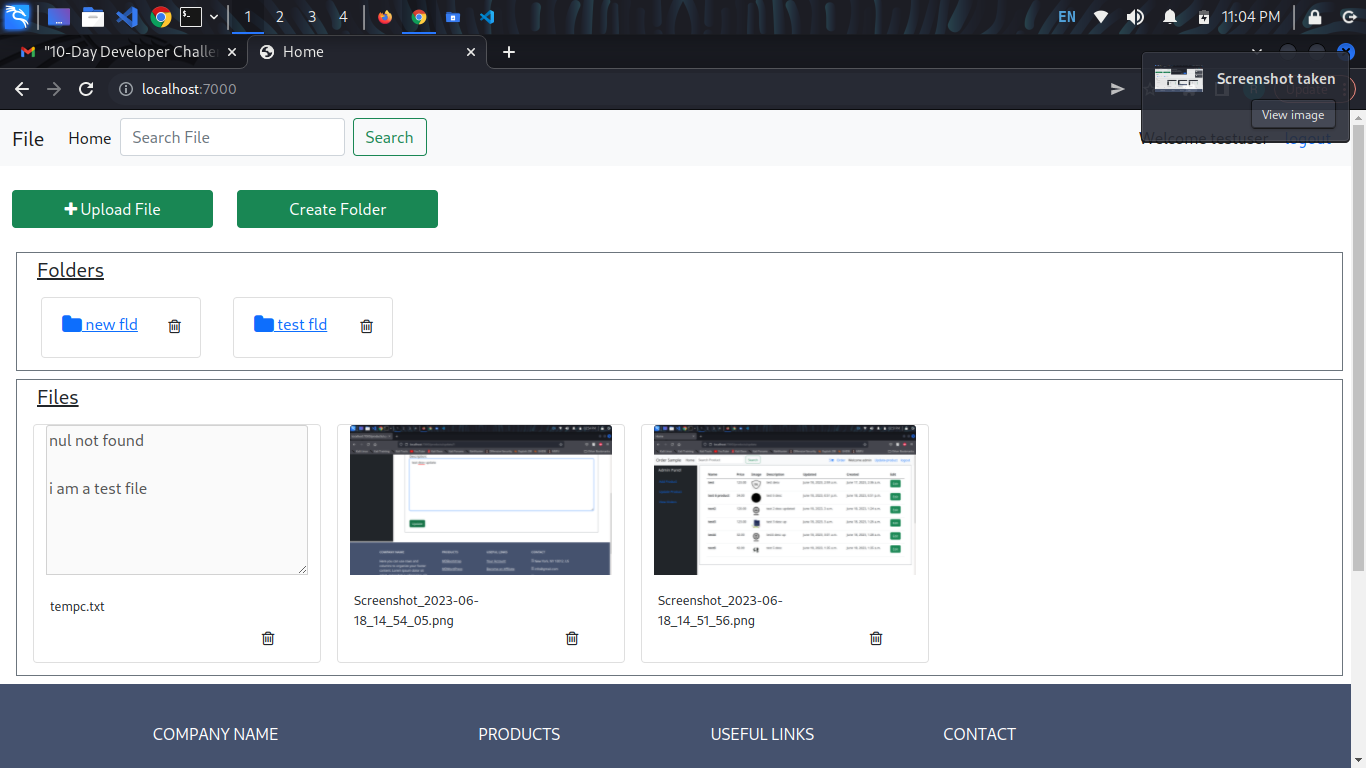 1 2 3 4 EN 11:04 PM
"10-Day Developer Challe Home
localhost:7000
Screenshot taken
View image
File Home Search File Search Welcome testuser logout
Upload File Create Folder
Folders
new fld test fld
Files
nul not found
i am a test file
tempc.txt
Screenshot_2023-06-
18_14_54_05.png
Screenshot_2023-06-
18_14_51_56.png
COMPANY NAME PRODUCTS USEFUL LINKS CONTACT